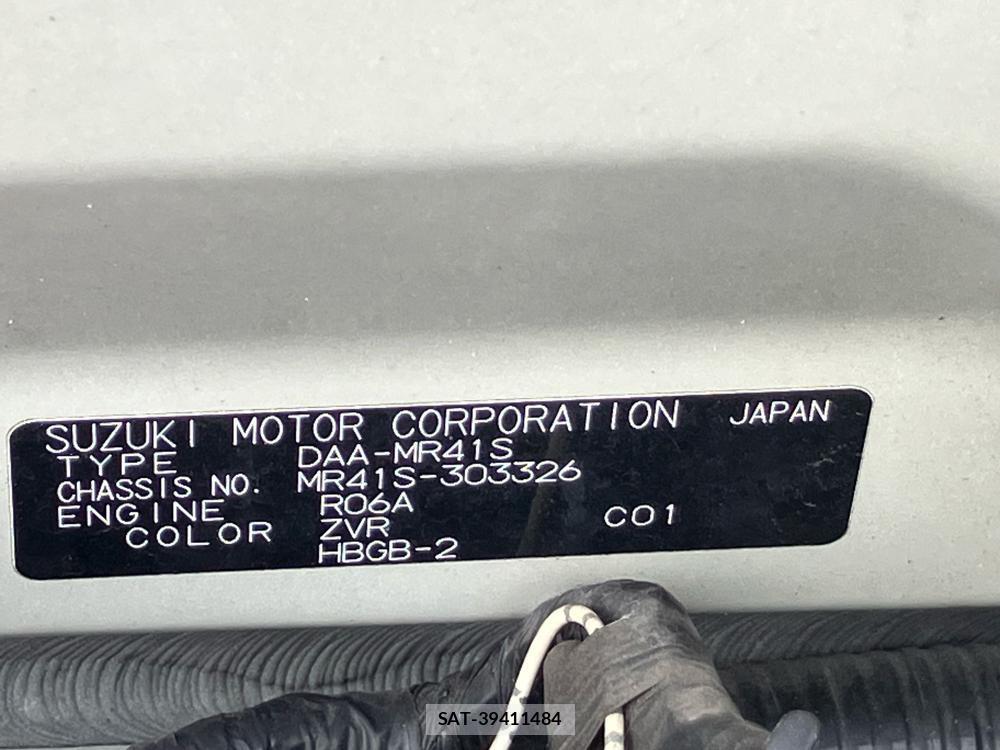 SUZUKI MOTOR CORPORATION JAPAN
TYPE DAA-MR41S
CHASSIS NO. MR41S-303326
ENGINE R06A C01
COLOR ZVR
HBGB-2
SAT-39411484